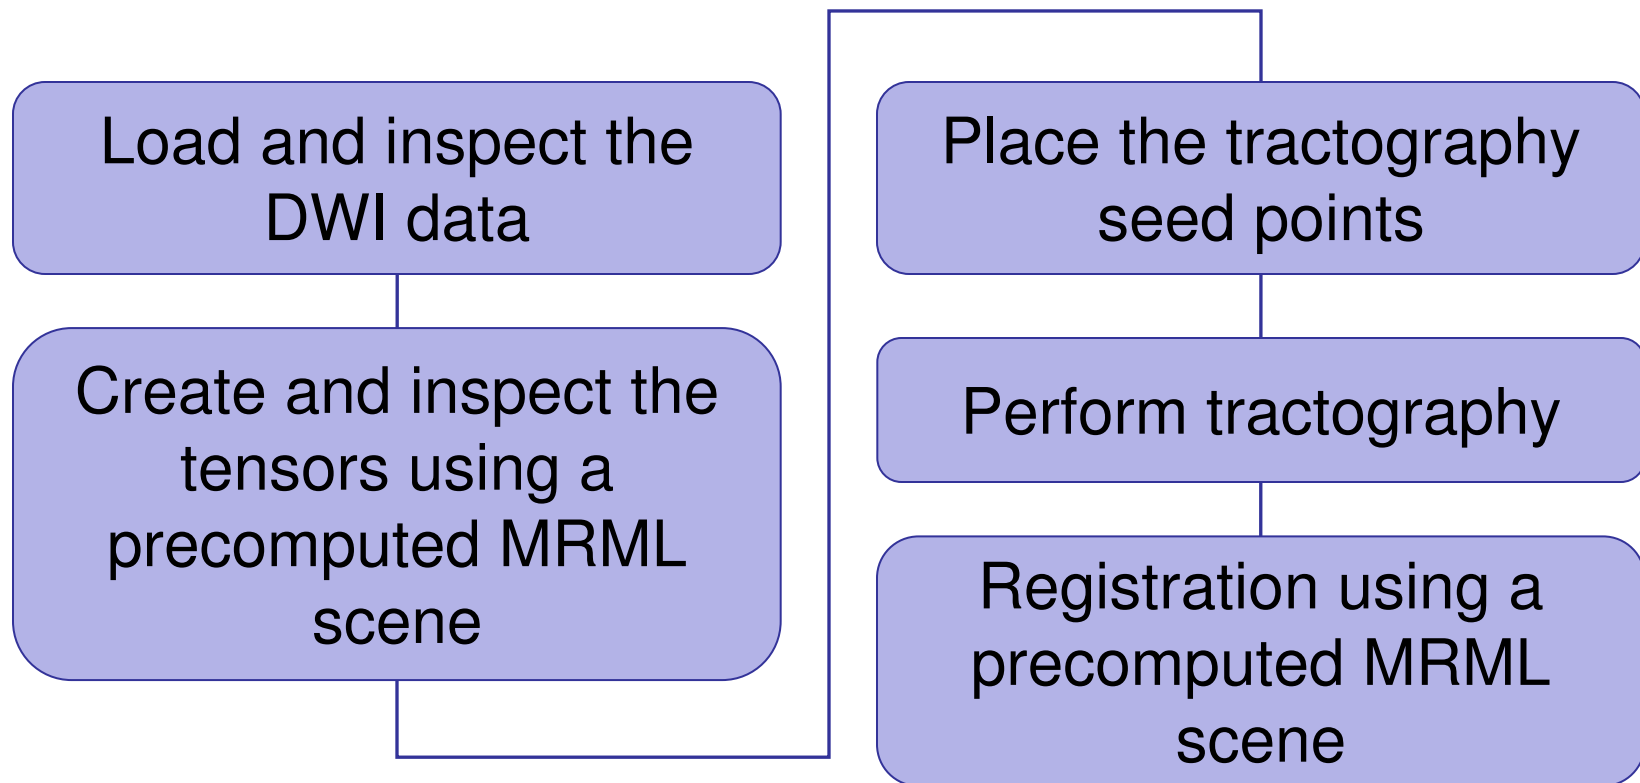 Load and inspect the
DWI data
Create and inspect the
tensors using a
precomputed MRML
scene
Place the tractography
seed points
Perform tractography
Registration using a
precomputed MRML
scene